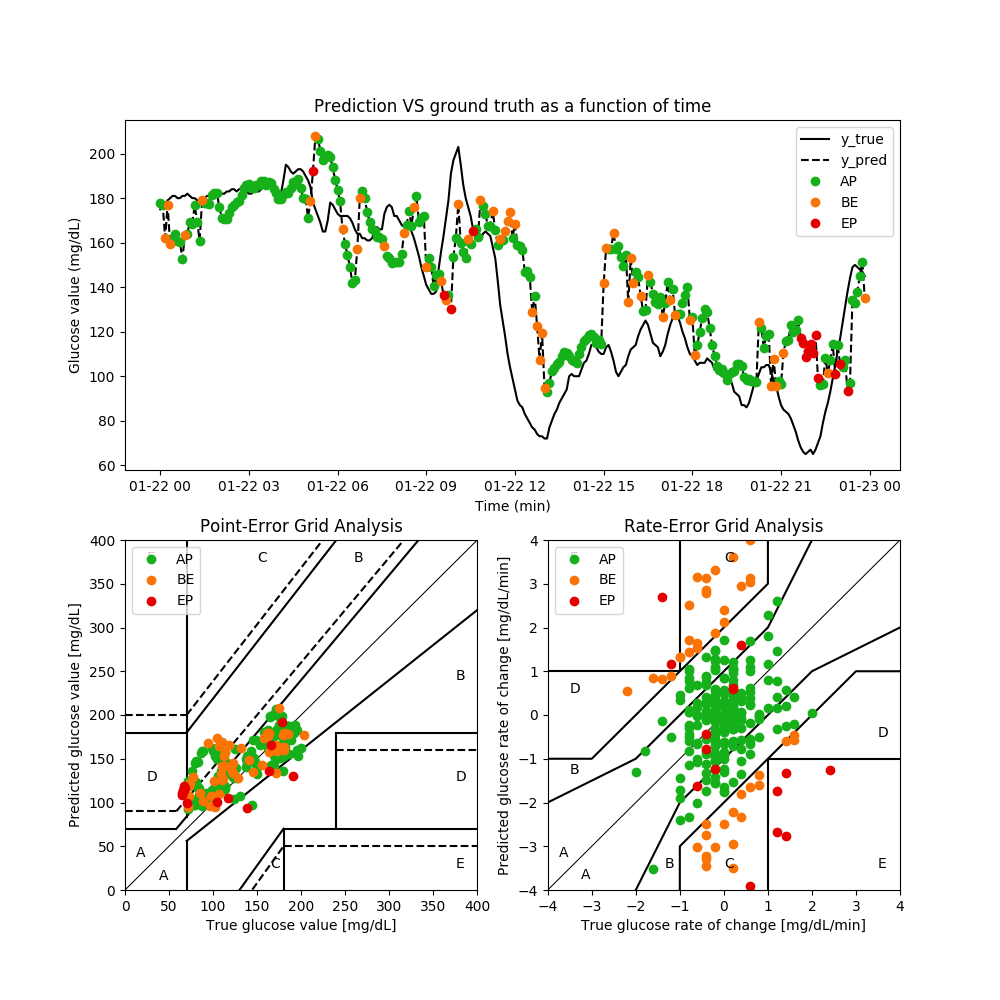 Prediction VS ground truth as a function of time
Glucose value (mg/dL)
200
180
160
140
120
100
80
60
y_true
y_pred
AP
BE
EP
01-22 00 01-22 03 01-22 06 01-22 09 01-22 12 01-22 15 01-22 18 01-22 21 01-23 00
Time (min)
Point-Error Grid Analysis
Predicted glucose value [mg/dL]
400
350
300
250
200
150
100
50
0
AP
BE
EP
C B
B
D D
A
A
C
E
0 50 100 150 200 250 300 350 400
True glucose value [mg/dL]
Rate-Error Grid Analysis
Predicted glucose rate of change [mg/dL/min]
4
3
2
1
0
−1
−2
−3
−4
AP
BE
EP
C
D
D
B
A
A
B C E
−4 −3 −2 −1 0 1 2 3 4
True glucose rate of change [mg/dL/min]